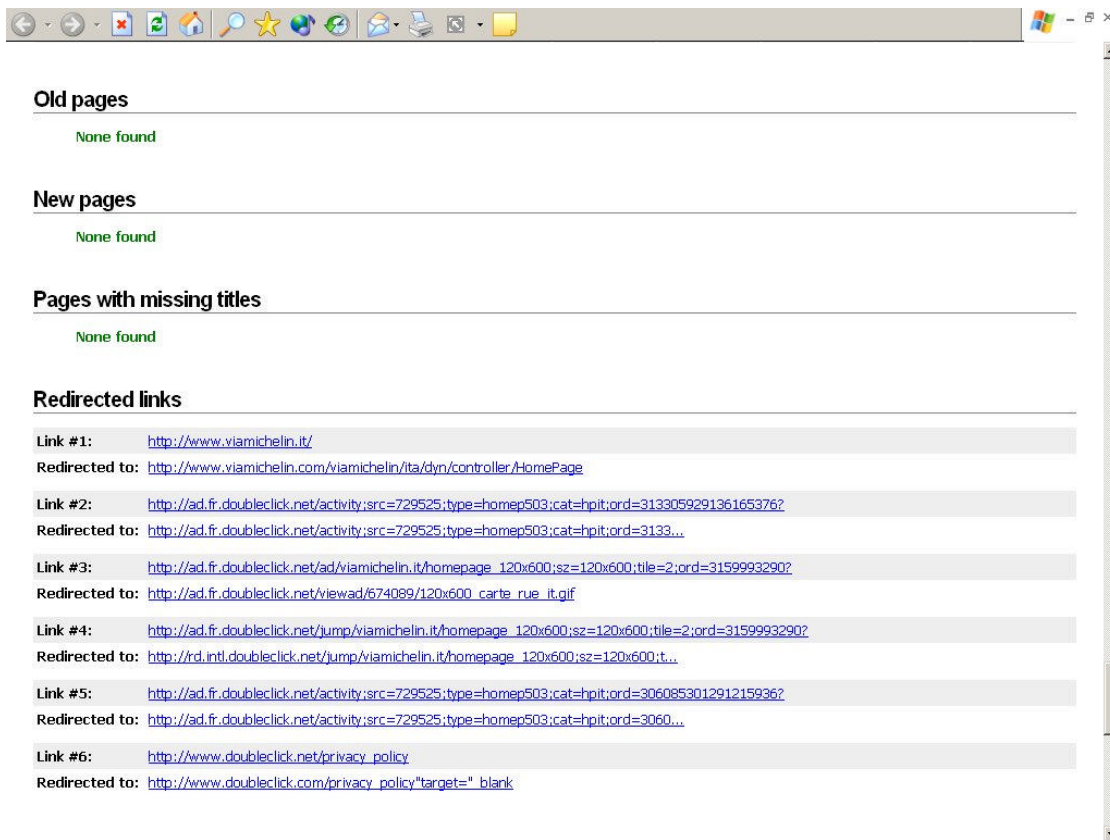 Old pages
None found
New pages
None found
Pages with missing titles
None found
Redirected links
Link #1: http://www.viamichelin.it/
Redirected to: http://www.viamichelin.com/viamichelin/ita/dyn/controller/HomePage
Link #2: http://ad.fr.doubleclick.net/activity;src=729525;type=homep503;cat=hpit;ord=313305929136165376?
Redirected to: http://ad.fr.doubleclick.net/activity;src=729525;type=homep503;cat=hpit;ord=3133...
Link #3: http://ad.fr.doubleclick.net/ad/viamichelin.it/homepage_120x600;sz=120x600;tile=2;ord=3159993290?
Redirected to: http://ad.fr.doubleclick.net/viewad/674089/120x600_carte_rue_it.gif
Link #4: http://ad.fr.doubleclick.net/jump/viamichelin.it/homepage_120x600;sz=120x600;tile=2;ord=3159993290?
Redirected to: http://rd.intl.doubleclick.net/jump/viamichelin.it/homepage_120x600;sz=120x600;t...
Link #5: http://ad.fr.doubleclick.net/activity;src=729525;type=homep503;cat=hpit;ord=306085301291215936?
Redirected to: http://ad.fr.doubleclick.net/activity;src=729525;type=homep503;cat=hpit;ord=3060...
Link #6: http://www.doubleclick.net/privacy_policy
Redirected to: http://www.doubleclick.com/privacy_policy"target="_blank